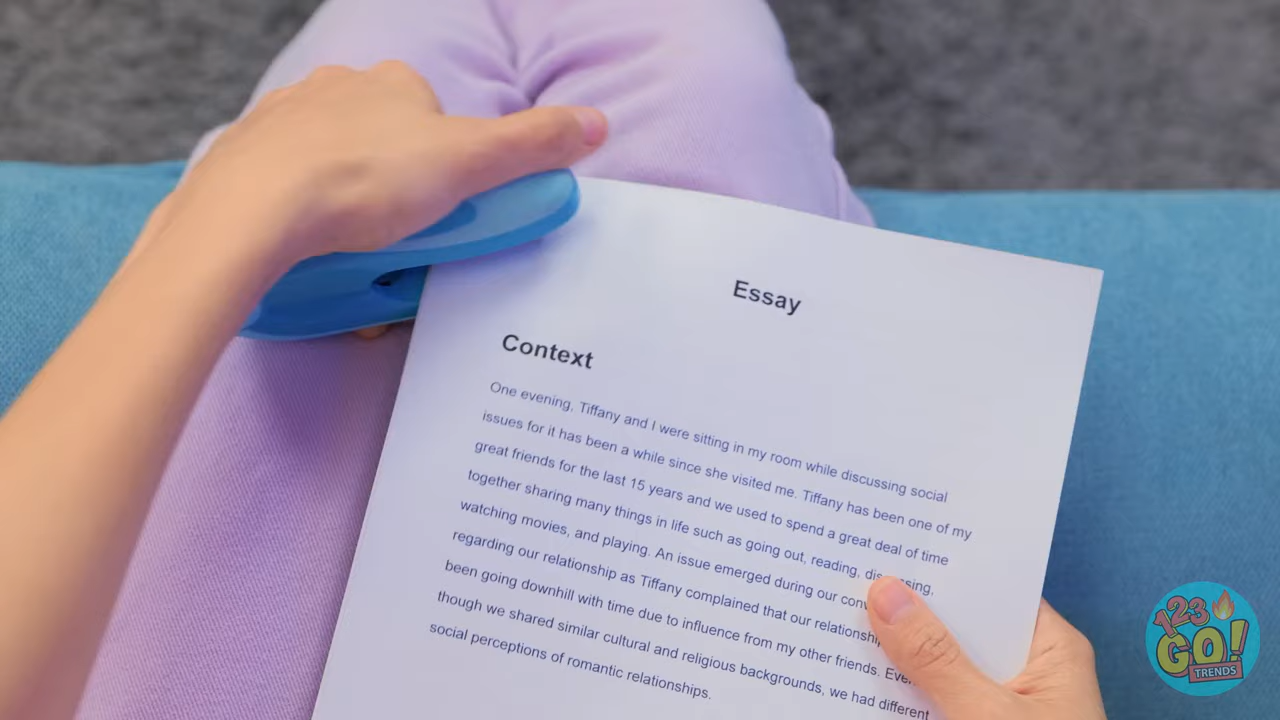 Essay
Context
One evening, Tiffany and I were sitting in my room while discussing social
issues for it has been a while since she visited me. Tiffany has been one of my
great friends for the last 15 years and we used to spend a great deal of time
together sharing many things in life such as going out, reading,
watching movies, and playing. An issue emerged during our
regarding our relationship as Tiffany complained that our
been going downhill with time due to influence from my other friends.
though we shared similar cultural and religious backgrounds, we had different
social perceptions of romantic relationships.
123
GO!
TRENDS